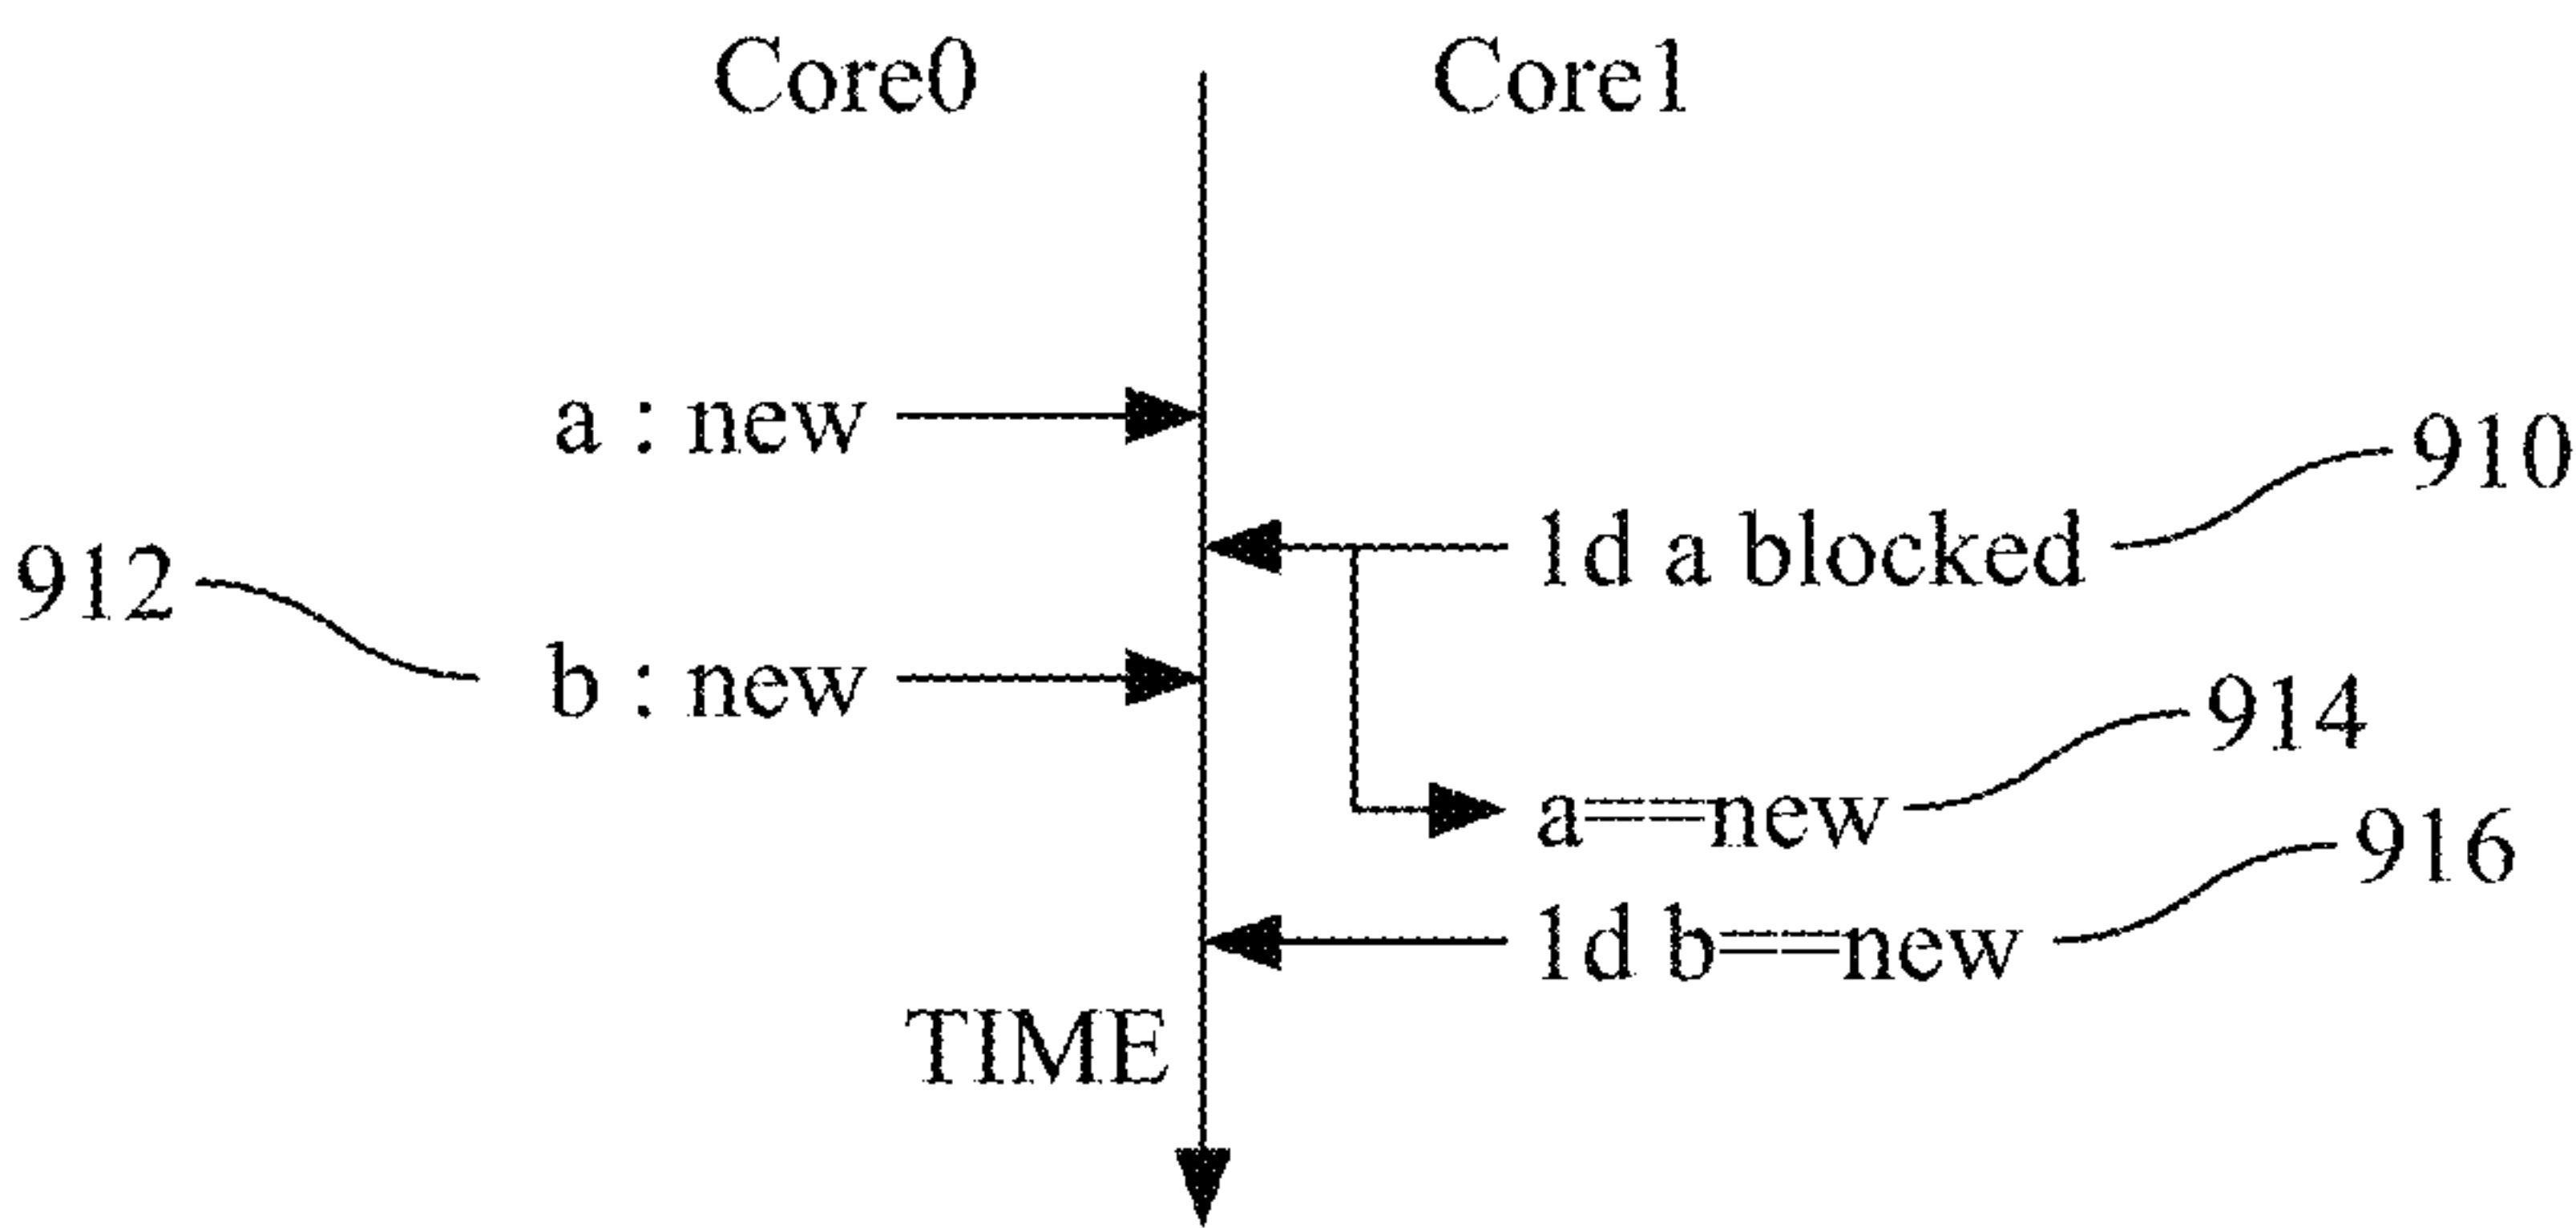 Core0 Core1
a : new
910
ld a blocked
912
b : new
914
a==new
916
ld b==new
TIME